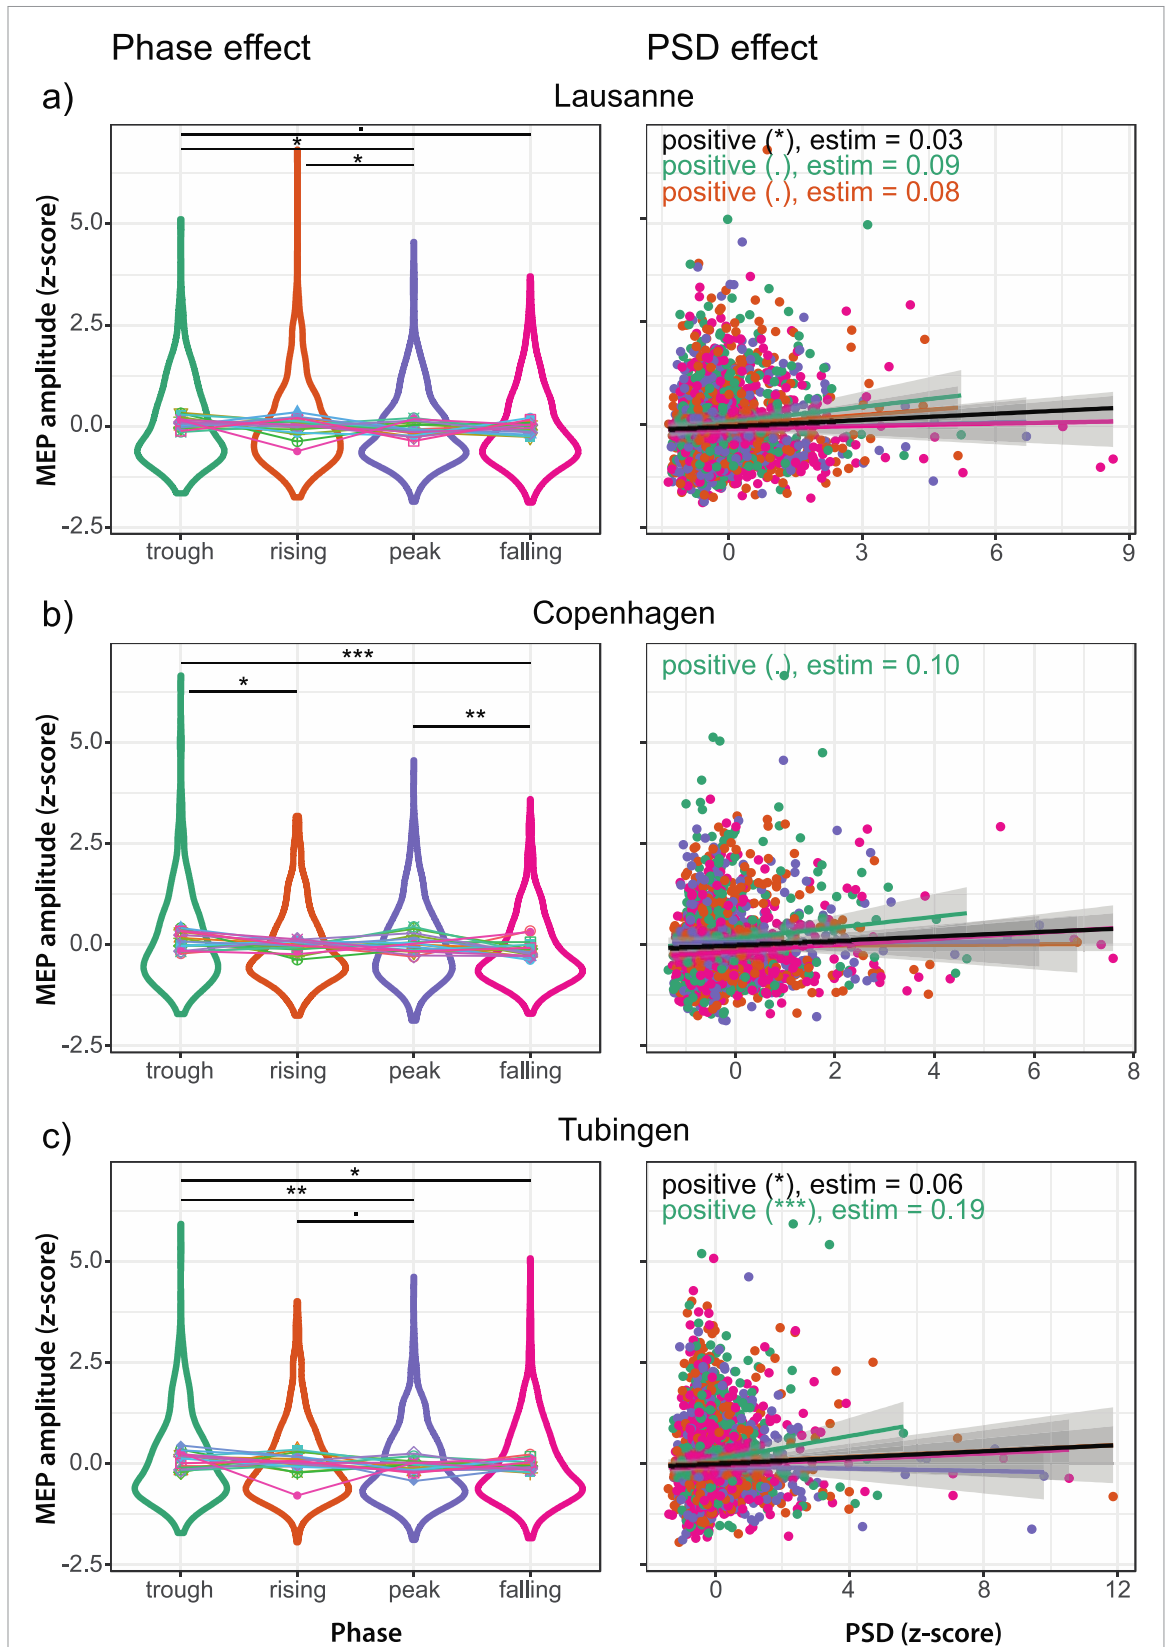 Phase effect PSD effect
a) Lausanne
positive (*), estim = 0.03
positive (.), estim = 0.09
positive (.), estim = 0.08
. * *
MEP amplitude (z-score)
5.0
2.5
0.0
-2.5
trough rising peak falling
0 3 6 9
b) Copenhagen
positive (.), estim = 0.10
*** * **
MEP amplitude (z-score)
5.0
2.5
0.0
-2.5
trough rising peak falling
0 2 4 6 8
c) Tubingen
positive (*), estim = 0.06
positive (***), estim = 0.19
* ** .
MEP amplitude (z-score)
5.0
2.5
0.0
-2.5
trough rising peak falling
0 4 8 12
Phase PSD (z-score)